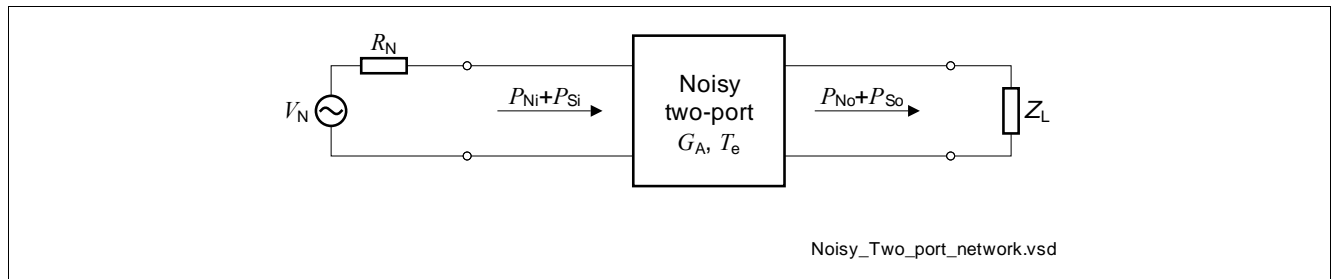 R_N
V_N
P_Ni+P_Si
Noisy
two-port
G_A, T_e
P_No+P_So
Z_L
Noisy_Two_port_network.vsd